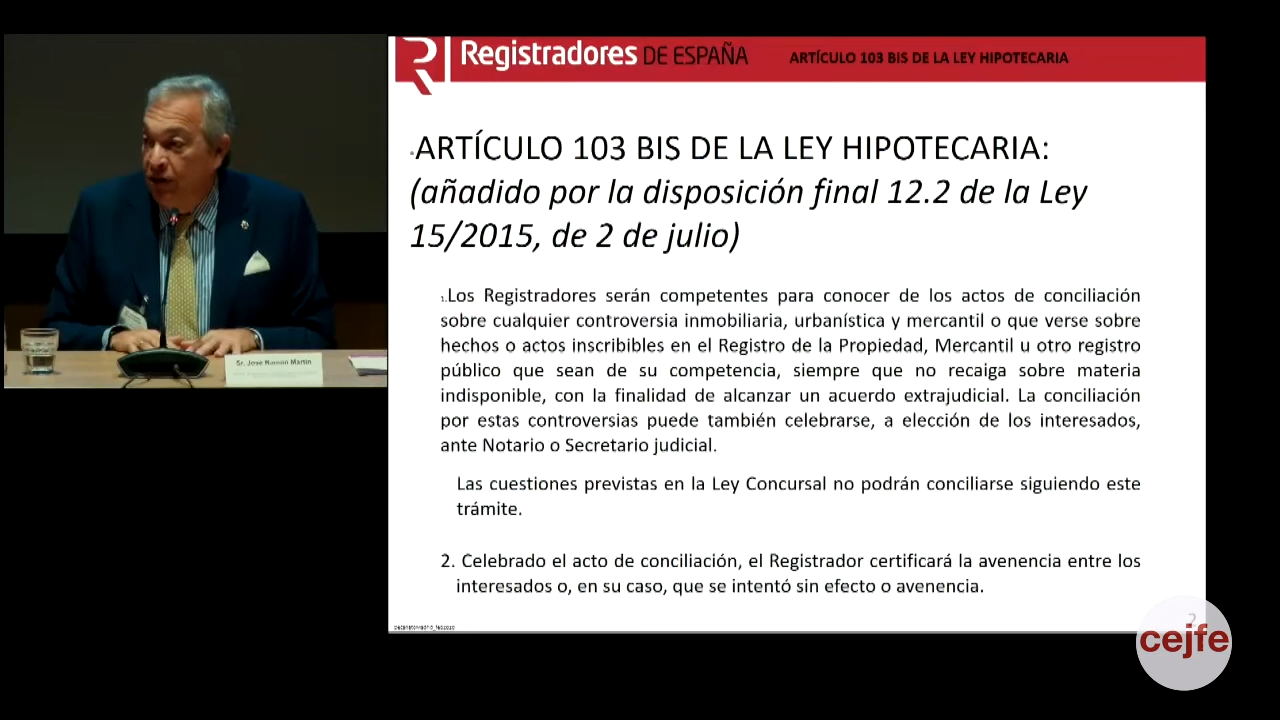 Registradores DE ESPAÑA
ARTÍCULO 103 BIS DE LA LEY HIPOTECARIA
ARTÍCULO 103 BIS DE LA LEY HIPOTECARIA:
(añadido por la disposición final 12.2 de la Ley
15/2015, de 2 de julio)
1.Los Registradores serán competentes para conocer de los actos de conciliación
sobre cualquier controversia inmobiliaria, urbanística y mercantil o que verse sobre
hechos o actos inscribibles en el Registro de la Propiedad, Mercantil u otro registro
público que sean de su competencia, siempre que no recaiga sobre materia
indisponible, con la finalidad de alcanzar un acuerdo extrajudicial. La conciliación
por estas controversias puede también celebrarse, a elección de los interesados,
ante Notario o Secretario judicial.
Las cuestiones previstas en la Ley Concursal no podrán conciliarse siguiendo este
trámite.
2. Celebrado el acto de conciliación, el Registrador certificará la avenencia entre los
interesados o, en su caso, que se intentó sin efecto o avenencia.
2
cejfe
Sr. José Ramón Martín